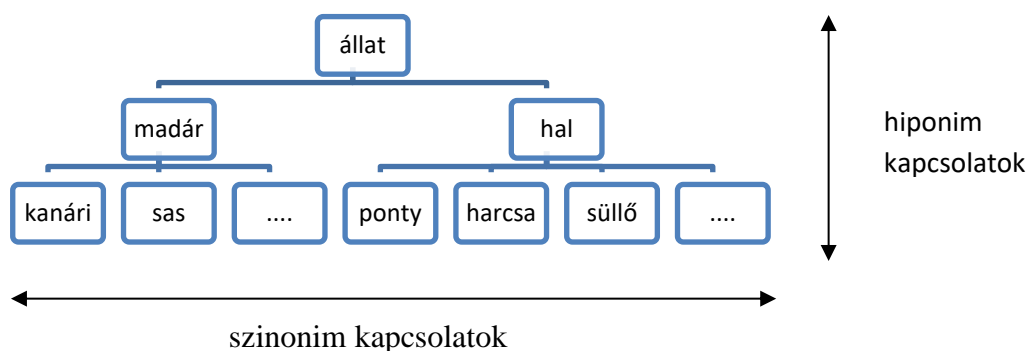 állat
madár hal
hiponim
kapcsolatok
kanári sas .... ponty harcsa süllő ....
szinonim kapcsolatok